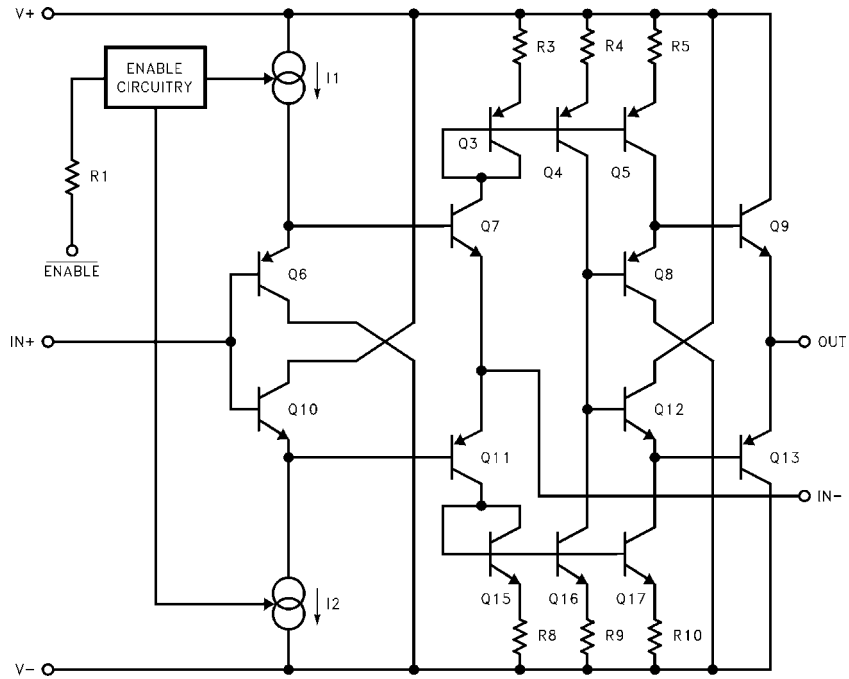 V+
R3
R4
R5
ENABLE
CIRCUITRY
I1
Q3
Q4
Q5
R1
Q7
Q9
ENABLE
Q6
Q8
IN+
OUT
Q10
Q12
Q11
Q13
IN-
I2
Q15
Q16
Q17
R8
R9
R10
V-